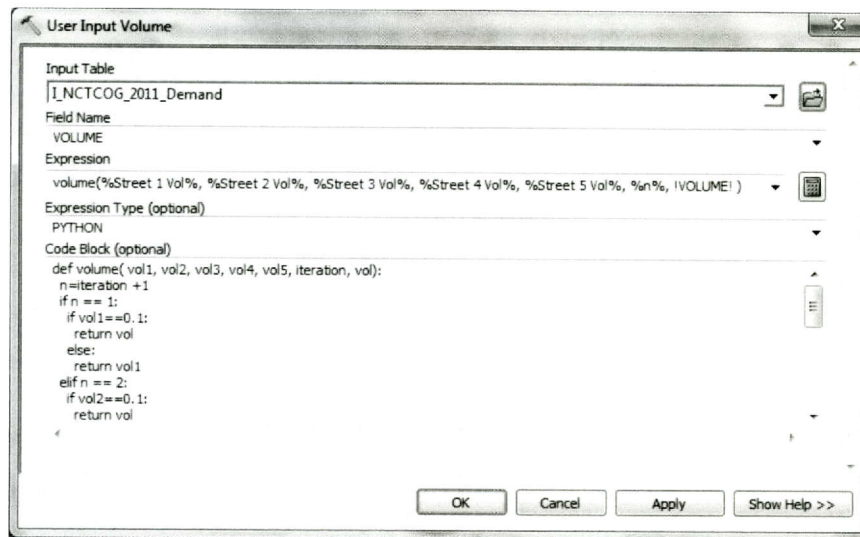 User Input Volume
Input Table
I_NCTCOG_2011_Demand
Field Name
VOLUME
Expression
volume(%Street 1 Vol%, %Street 2 Vol%, %Street 3 Vol%, %Street 4 Vol%, %Street 5 Vol%, %n%, !VOLUME! )
Expression Type (optional)
PYTHON
Code Block (optional)
def volume( vol1, vol2, vol3, vol4, vol5, iteration, vol):
n=iteration +1
if n == 1:
if vol1==0.1:
return vol
else:
return vol1
elif n == 2:
if vol2==0.1:
return vol
OK Cancel Apply Show Help >>